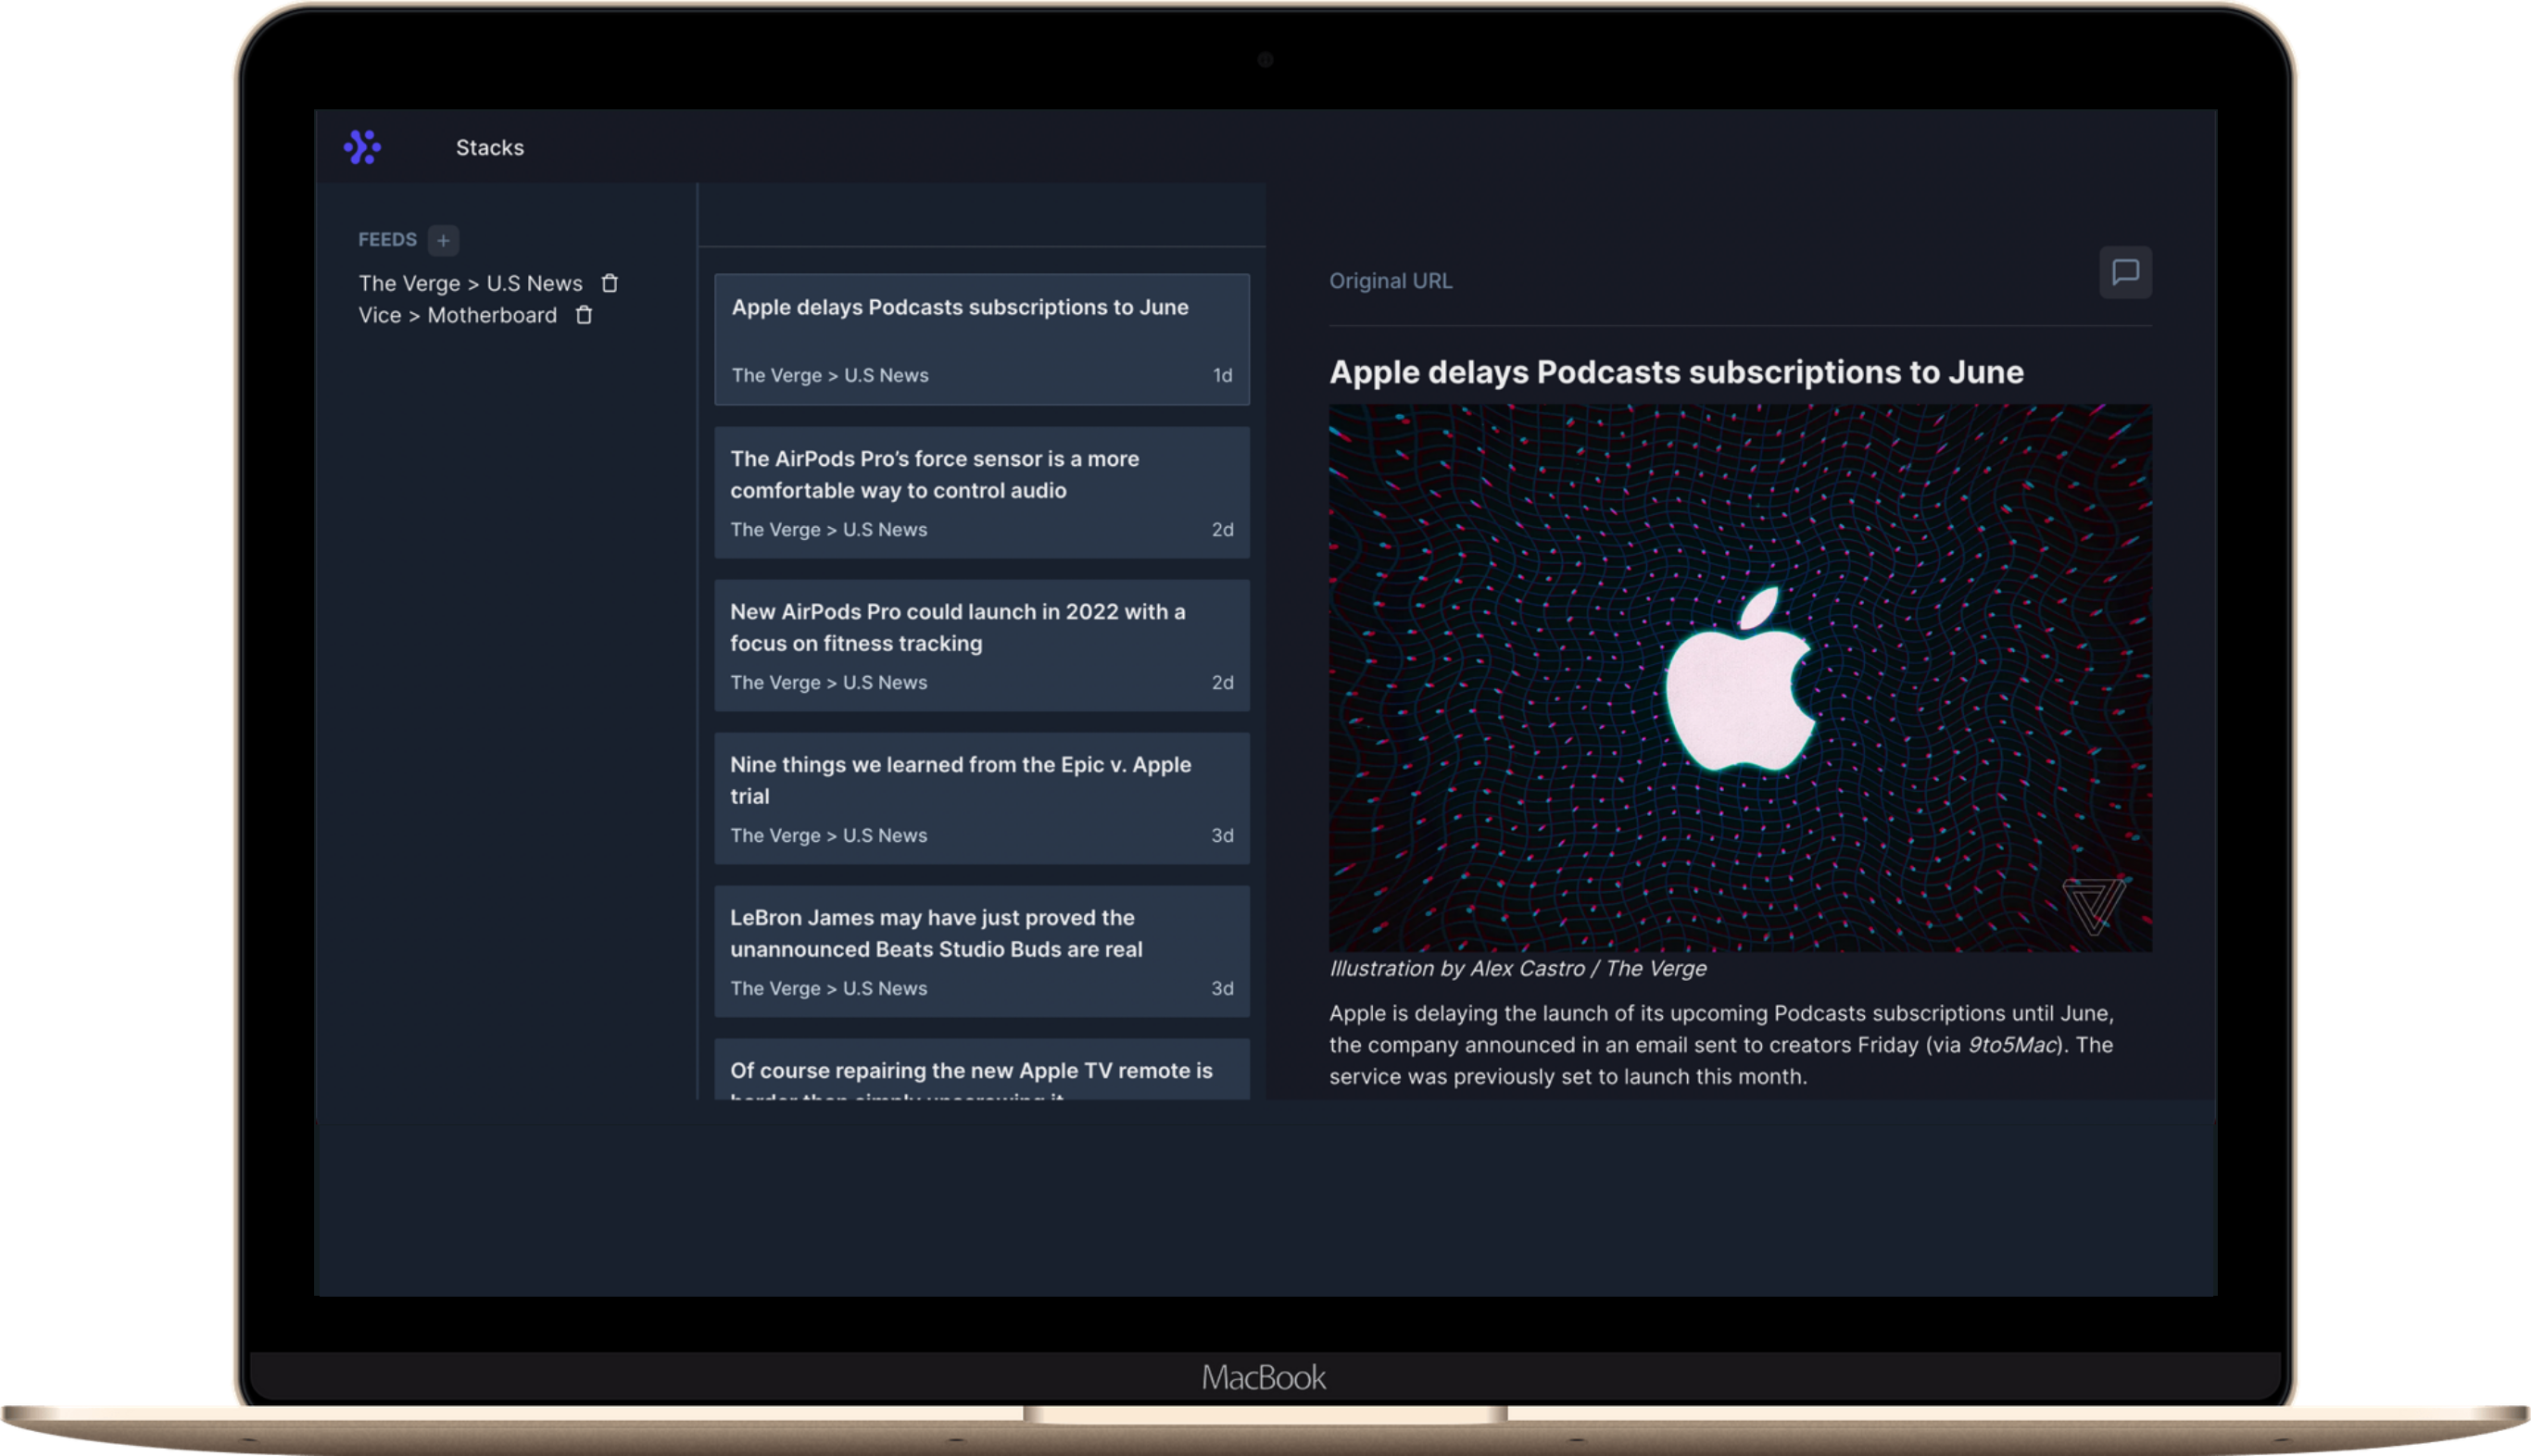 Stacks
FEEDS +
The Verge > U.S News
Vice > Motherboard
Apple delays Podcasts subscriptions to June
The Verge > U.S News 1d
The AirPods Pro’s force sensor is a more
comfortable way to control audio
The Verge > U.S News 2d
New AirPods Pro could launch in 2022 with a
focus on fitness tracking
The Verge > U.S News 2d
Nine things we learned from the Epic v. Apple
trial
The Verge > U.S News 3d
LeBron James may have just proved the
unannounced Beats Studio Buds are real
The Verge > U.S News 3d
Of course repairing the new Apple TV remote is
harder than simply unscrewing it
Original URL
Apple delays Podcasts subscriptions to June
Illustration by Alex Castro / The Verge
Apple is delaying the launch of its upcoming Podcasts subscriptions until June,
the company announced in an email sent to creators Friday (via 9to5Mac). The
service was previously set to launch this month.
MacBook